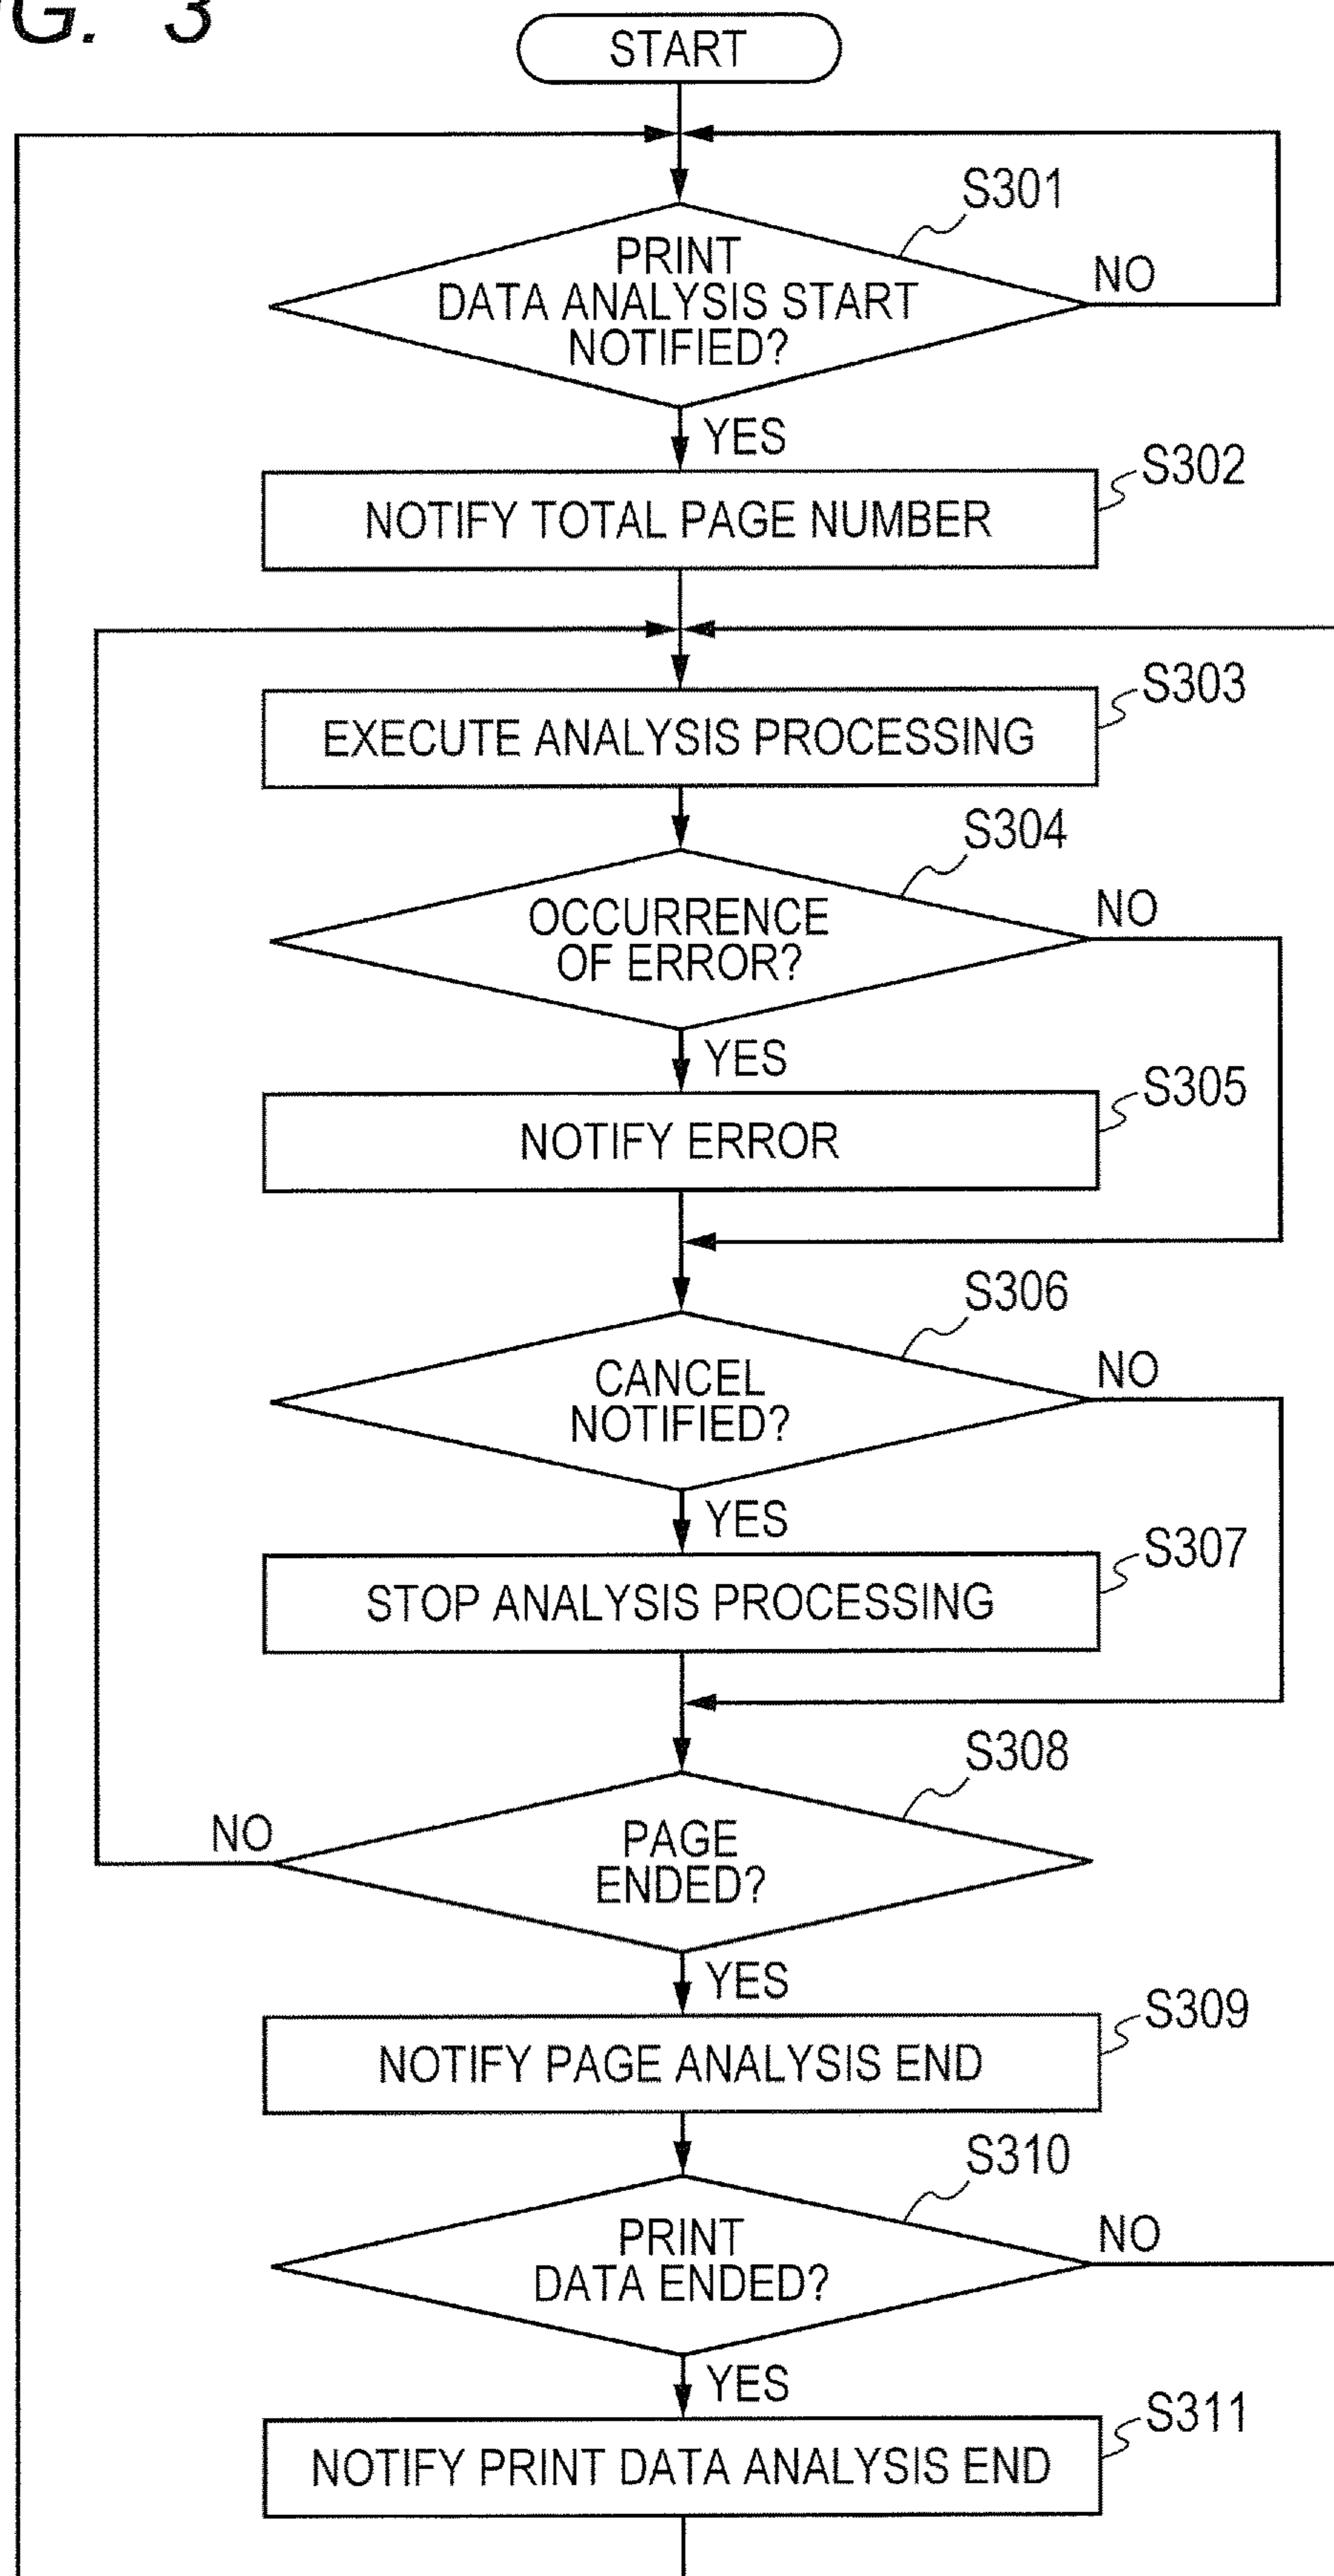 G. 3
START
S301
PRINT
DATA ANALYSIS START
NOTIFIED?
NO
YES
S302
NOTIFY TOTAL PAGE NUMBER
S303
EXECUTE ANALYSIS PROCESSING
S304
OCCURRENCE
OF ERROR?
NO
YES
S305
NOTIFY ERROR
S306
CANCEL
NOTIFIED?
NO
YES
S307
STOP ANALYSIS PROCESSING
S308
NO
PAGE
ENDED?
YES
S309
NOTIFY PAGE ANALYSIS END
S310
PRINT
DATA ENDED?
NO
YES
S311
NOTIFY PRINT DATA ANALYSIS END